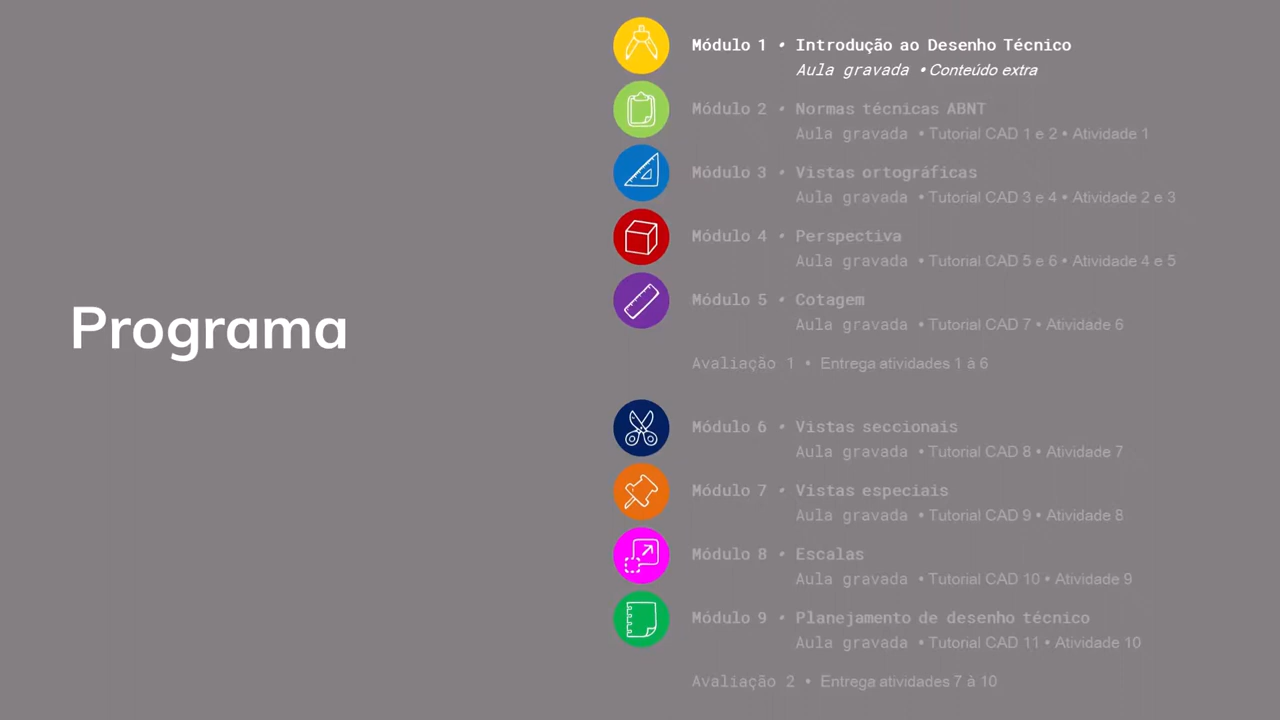 Programa
Módulo 1 • Introdução ao Desenho Técnico
Aula gravada • Conteúdo extra
Módulo 2 • Normas técnicas ABNT
Aula gravada • Tutorial CAD 1 e 2 • Atividade 1
Módulo 3 • Vistas ortográficas
Aula gravada • Tutorial CAD 3 e 4 • Atividade 2 e 3
Módulo 4 • Perspectiva
Aula gravada • Tutorial CAD 5 e 6 • Atividade 4 e 5
Módulo 5 • Cotagem
Aula gravada • Tutorial CAD 7 • Atividade 6
Avaliação 1 • Entrega atividades 1 à 6
Módulo 6 • Vistas seccionais
Aula gravada • Tutorial CAD 8 • Atividade 7
Módulo 7 • Vistas especiais
Aula gravada • Tutorial CAD 9 • Atividade 8
Módulo 8 • Escalas
Aula gravada • Tutorial CAD 10 • Atividade 9
Módulo 9 • Planejamento de desenho técnico
Aula gravada • Tutorial CAD 11 • Atividade 10
Avaliação 2 • Entrega atividades 7 à 10